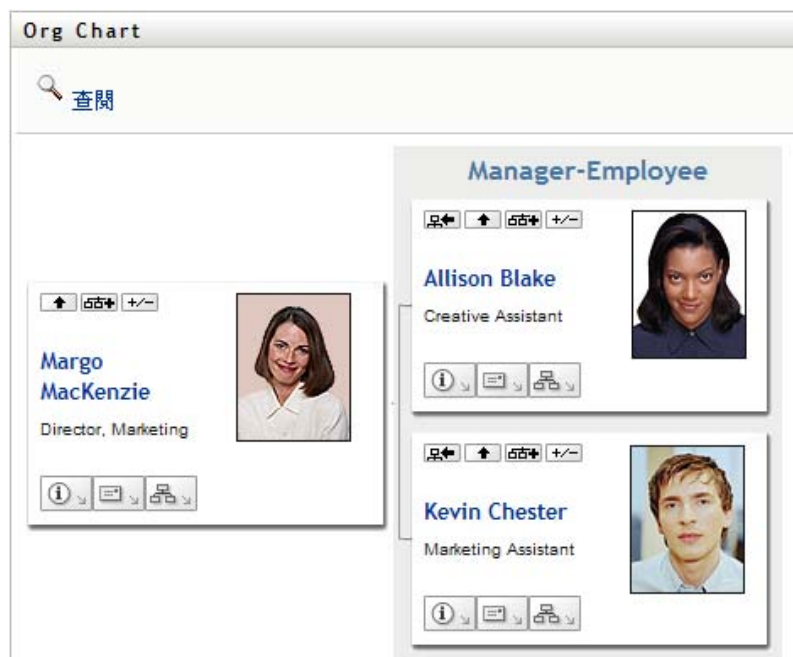 Org Chart
查閱
Manager-Employee
Allison Blake
Creative Assistant
Margo
MacKenzie
Director, Marketing
Kevin Chester
Marketing Assistant